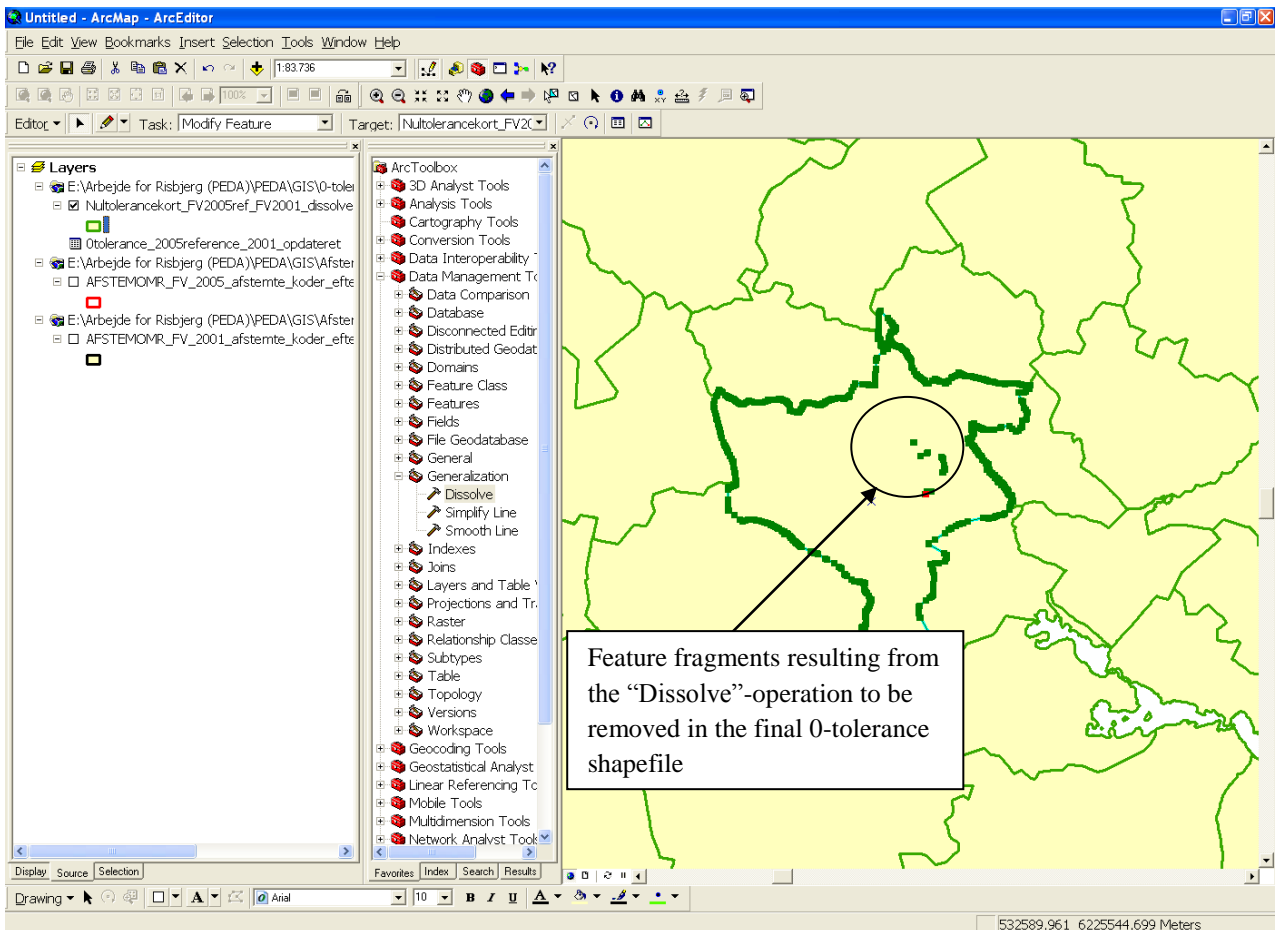 Untitled - ArcMap - ArcEditor
File Edit View Bookmarks Insert Selection Tools Window Help
1:83.736
100%
Editor Task: Modify Feature Target: Nultolerancekort_FV20
Layers
E:\Arbejde for Risbjerg (PEDA)\PEDA\GIS\0-toler
Nultolerancekort_FV2005ref_FV2001_dissolve
0tolerance_2005reference_2001_opdateret
E:\Arbejde for Risbjerg (PEDA)\PEDA\GIS\Afster
AFSTEMOMR_FV_2005_afstemte_koder_efte
E:\Arbejde for Risbjerg (PEDA)\PEDA\GIS\Afster
AFSTEMOMR_FV_2001_afstemte_koder_efte
Display Source Selection
ArcToolbox
3D Analyst Tools
Analysis Tools
Cartography Tools
Conversion Tools
Data Interoperability T
Data Management To
Data Comparison
Database
Disconnected Editin
Distributed Geodat
Domains
Feature Class
Features
Fields
File Geodatabase
General
Generalization
Dissolve
Simplify Line
Smooth Line
Indexes
Joins
Layers and Table V
Projections and Tra
Raster
Relationship Classe
Subtypes
Table
Topology
Versions
Workspace
Geocoding Tools
Geostatistical Analyst
Linear Referencing To
Mobile Tools
Multidimension Tools
Network Analyst Tools
Favorites Index Search Results
Feature fragments resulting from
the “Dissolve”-operation to be
removed in the final 0-tolerance
shapefile
Drawing A Arial 10 B I U A
532589,961 6225544,699 Meters